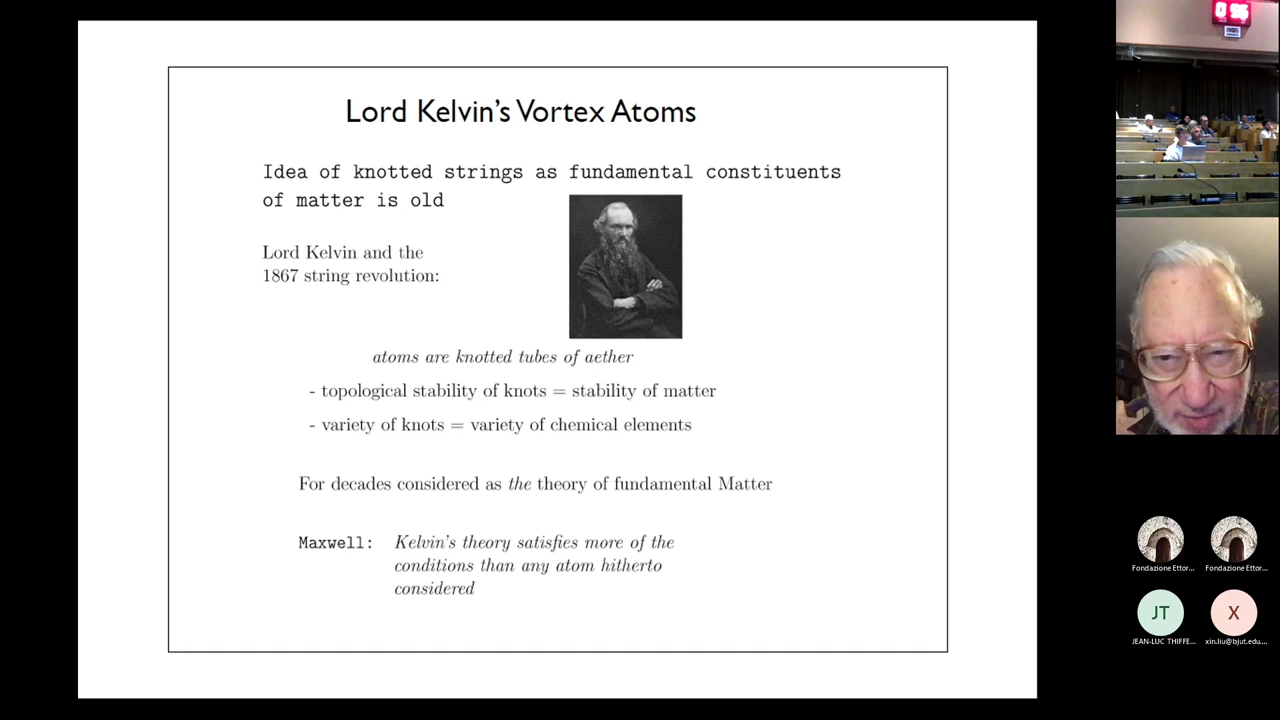 Lord Kelvin's Vortex Atoms
Idea of knotted strings as fundamental constituents
of matter is old
Lord Kelvin and the
1867 string revolution:
atoms are knotted tubes of aether
- topological stability of knots = stability of matter
- variety of knots = variety of chemical elements
For decades considered as the theory of fundamental Matter
Maxwell: Kelvin's theory satisfies more of the
conditions than any atom hitherto
considered
Fondazione Ettor... Fondazione Ettor...
JT X
JEAN-LUC THIFFE... xin.liu@bjut.edu....